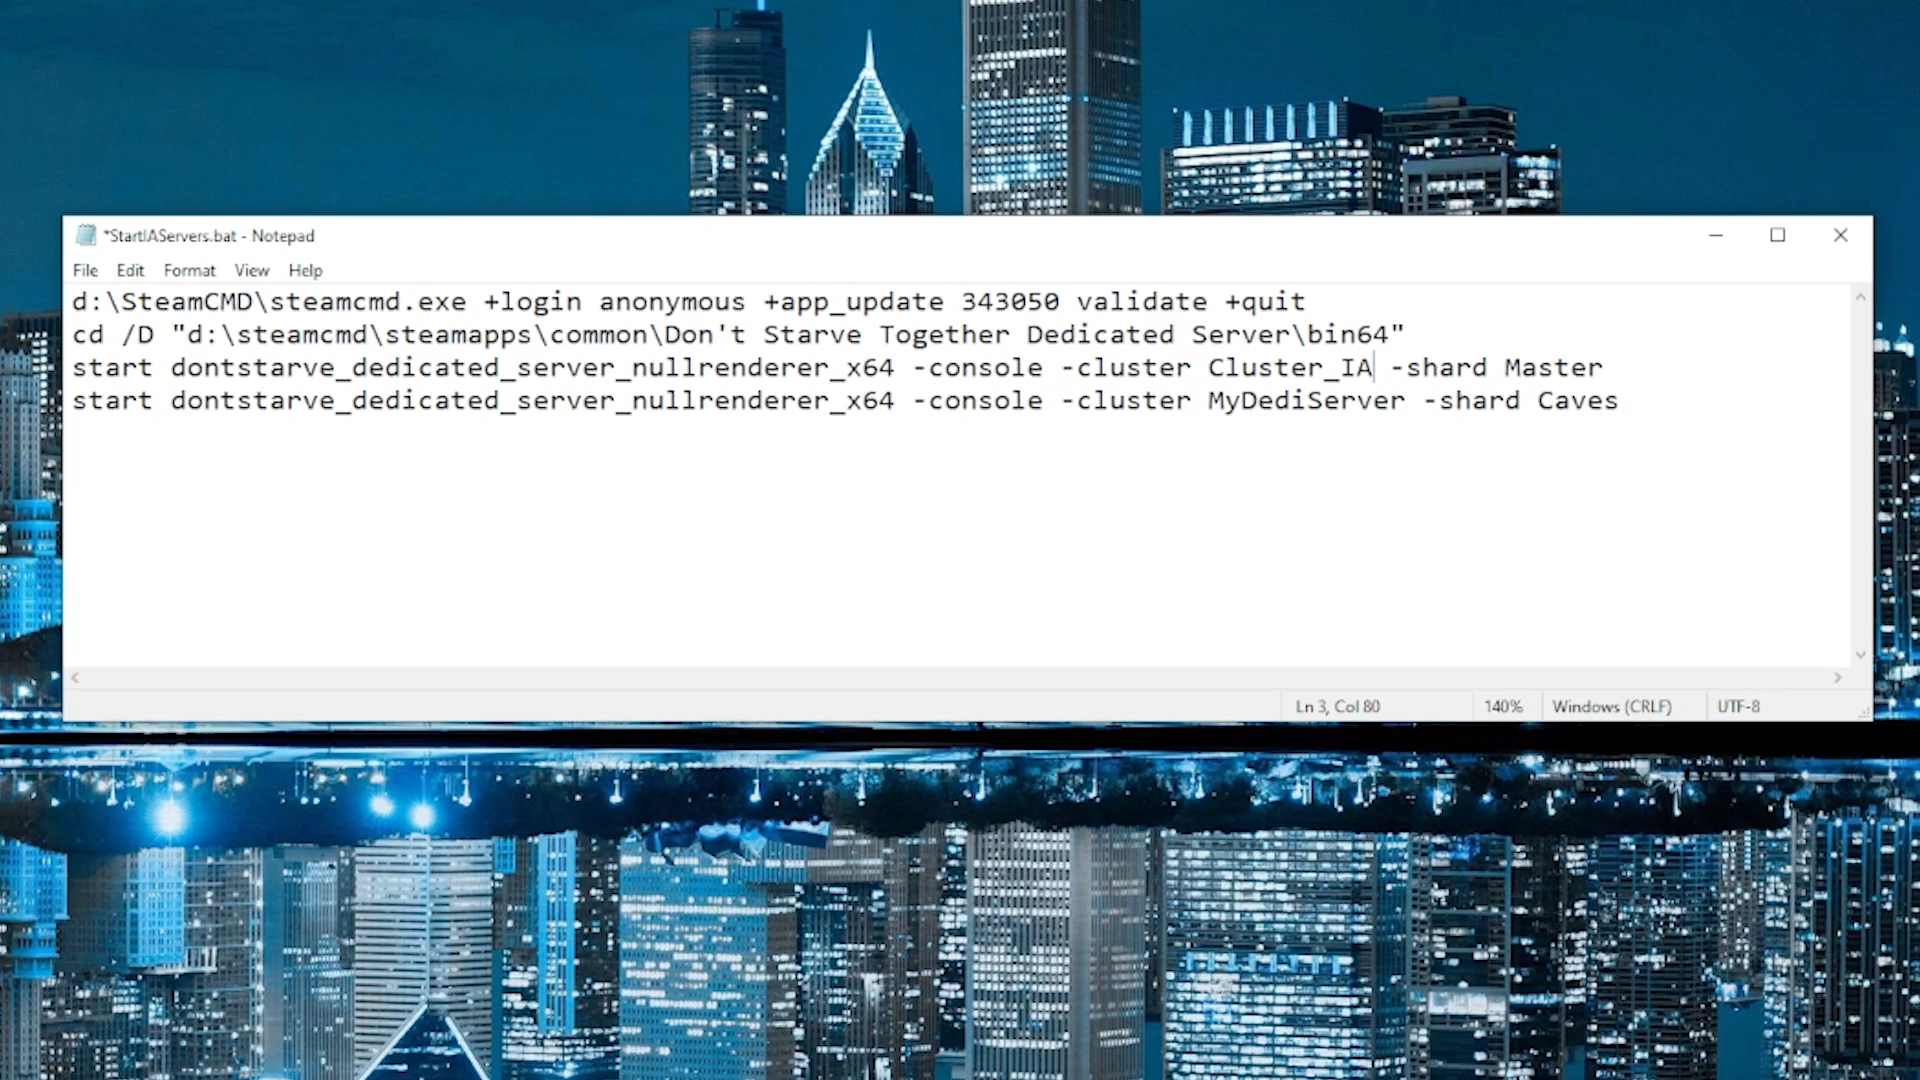 *StartIAServers.bat - Notepad
File Edit Format View Help
d:\SteamCMD\steamcmd.exe +login anonymous +app_update 343050 validate +quit
cd /D "d:\steamcmd\steamapps\common\Don't Starve Together Dedicated Server\bin64"
start dontstarve_dedicated_server_nullrenderer_x64 -console -cluster Cluster_IA -shard Master
start dontstarve_dedicated_server_nullrenderer_x64 -console -cluster MyDediServer -shard Caves
Ln 3, Col 80 140% Windows (CRLF) UTF-8